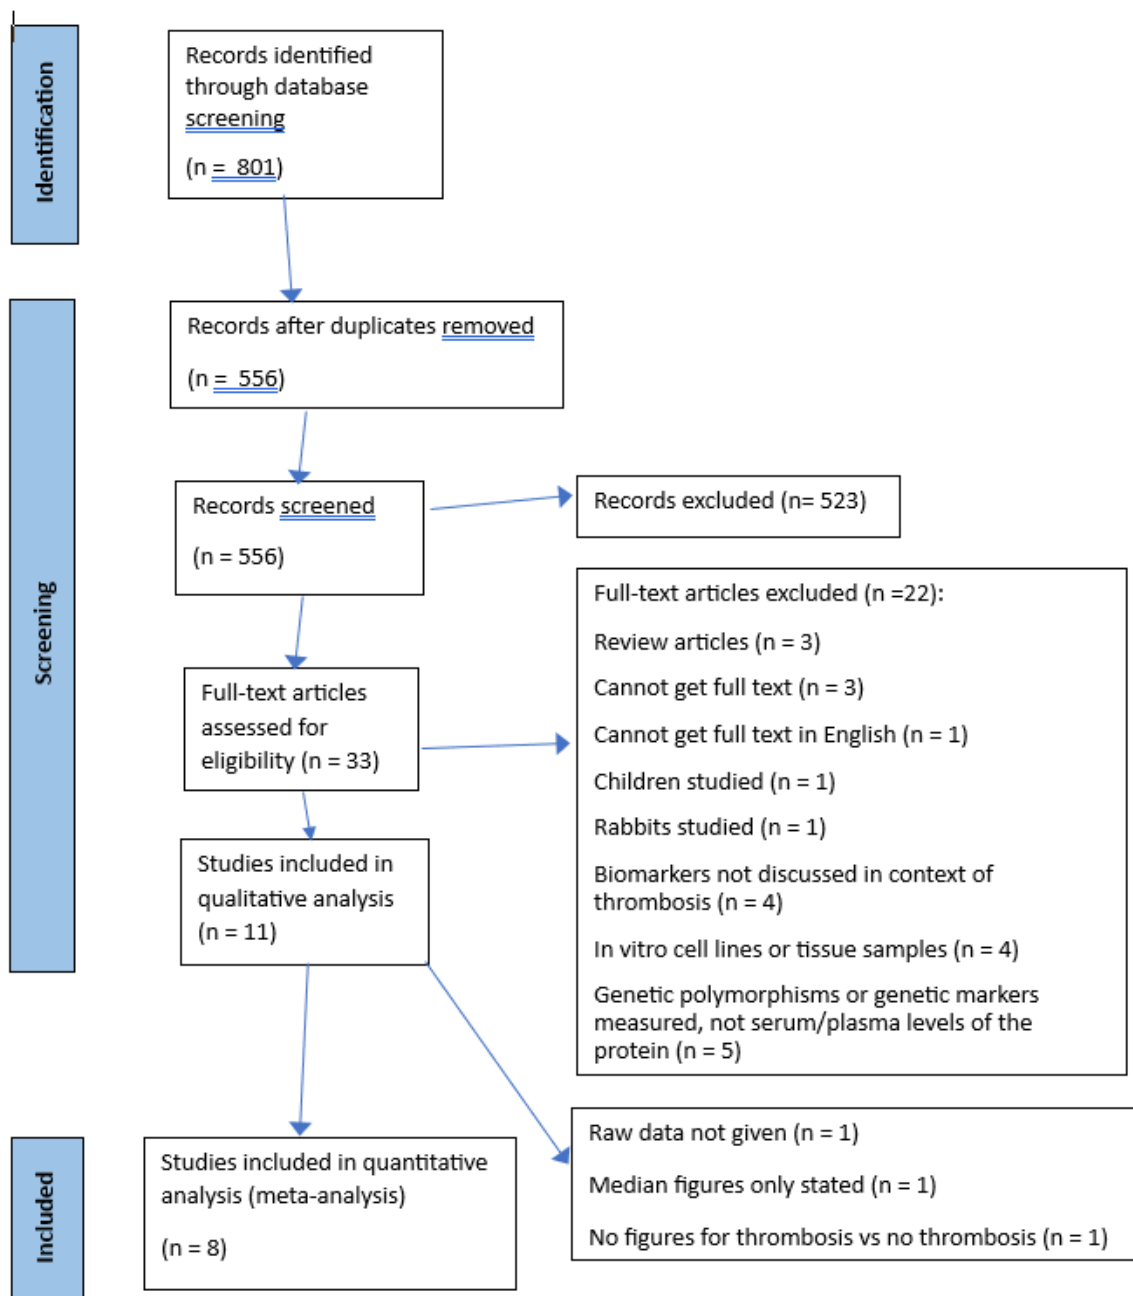 Identification
Records identified
through database
screening
(n =  801)
Records after duplicates removed
(n =  556)
Screening
Records screened
(n = 556)
Records excluded (n= 523)
Full-text articles
assessed for
eligibility (n = 33)
Full-text articles excluded (n =22):
Review articles (n = 3)
Cannot get full text (n = 3)
Cannot get full text in English (n = 1)
Children studied (n = 1)
Rabbits studied (n = 1)
Biomarkers not discussed in context of
thrombosis (n = 4)
In vitro cell lines or tissue samples (n = 4)
Genetic polymorphisms or genetic markers
measured, not serum/plasma levels of the
protein (n = 5)
Studies included in
qualitative analysis
(n = 11)
Included
Studies included in quantitative
analysis (meta-analysis)
(n = 8)
Raw data not given (n = 1)
Median figures only stated (n = 1)
No figures for thrombosis vs no thrombosis (n = 1)